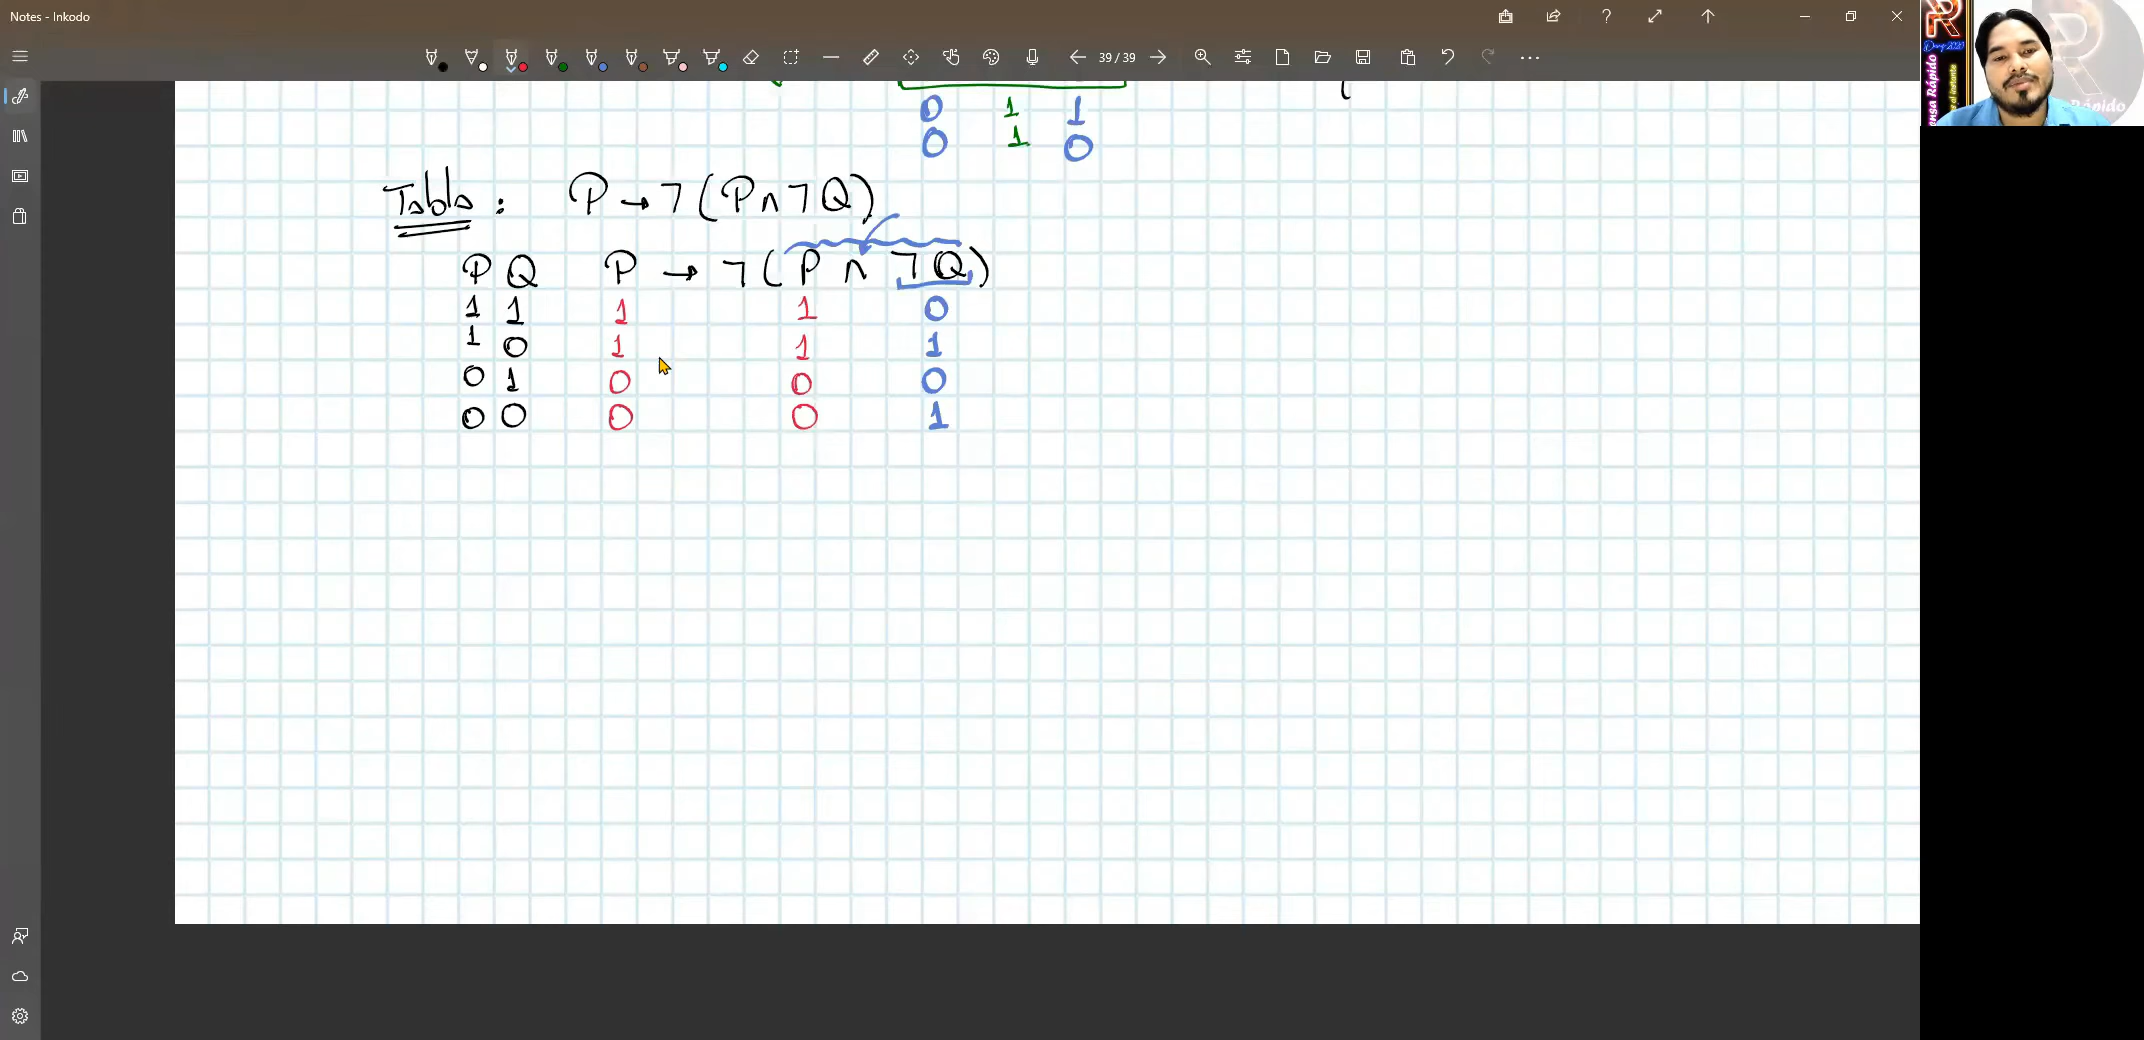 Notes - Inkodo
39 / 39
0 1 1
0 1 0
Tabla : P → ¬ ( P ∧ ¬ Q )
P Q P → ¬ ( P ∧ ¬ Q )
1 1 1 1 0
1 0 1 1 1
0 1 0 0 0
0 0 0 0 1
Rápido